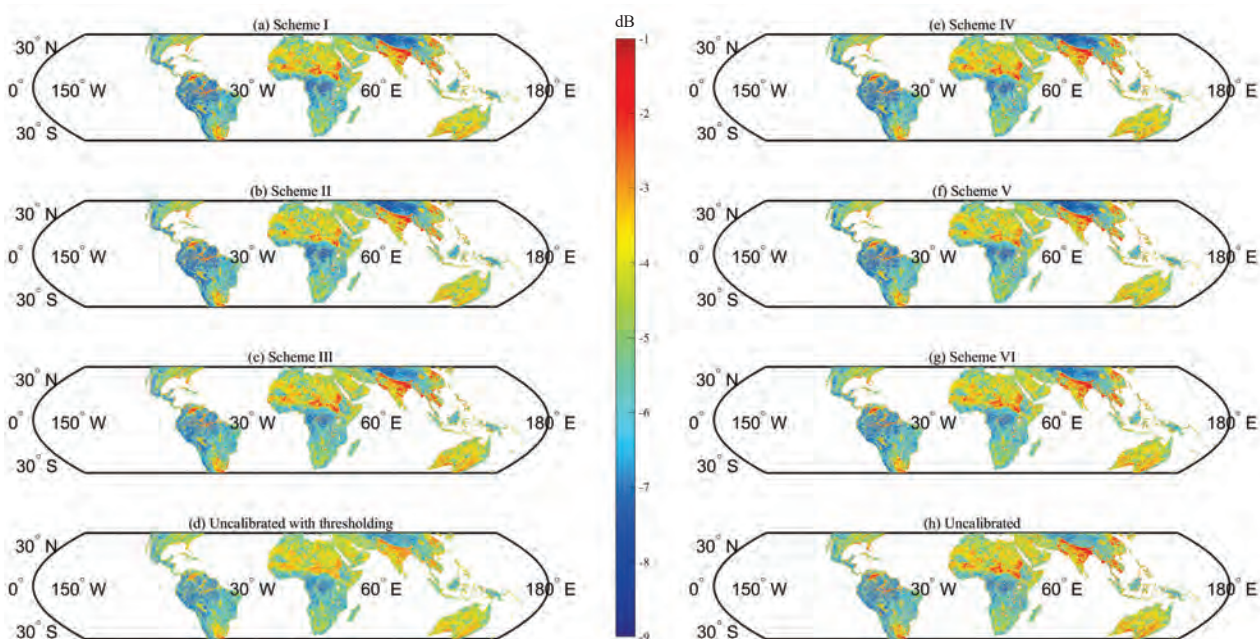 (a) Scheme I
30° N
0° 150° W 30° W 60° E 180° E
30° S
(b) Scheme II
30° N
0° 150° W 30° W 60° E 180° E
30° S
(c) Scheme III
30° N
0° 150° W 30° W 60° E 180° E
30° S
(d) Uncalibrated with thresholding
30° N
0° 150° W 30° W 60° E 180° E
30° S
dB
-1
-2
-3
-4
-5
-6
-7
-8
-9
(e) Scheme IV
30° N
0° 150° W 30° W 60° E 180° E
30° S
(f) Scheme V
30° N
0° 150° W 30° W 60° E 180° E
30° S
(g) Scheme VI
30° N
0° 150° W 30° W 60° E 180° E
30° S
(h) Uncalibrated
30° N
0° 150° W 30° W 60° E 180° E
30° S